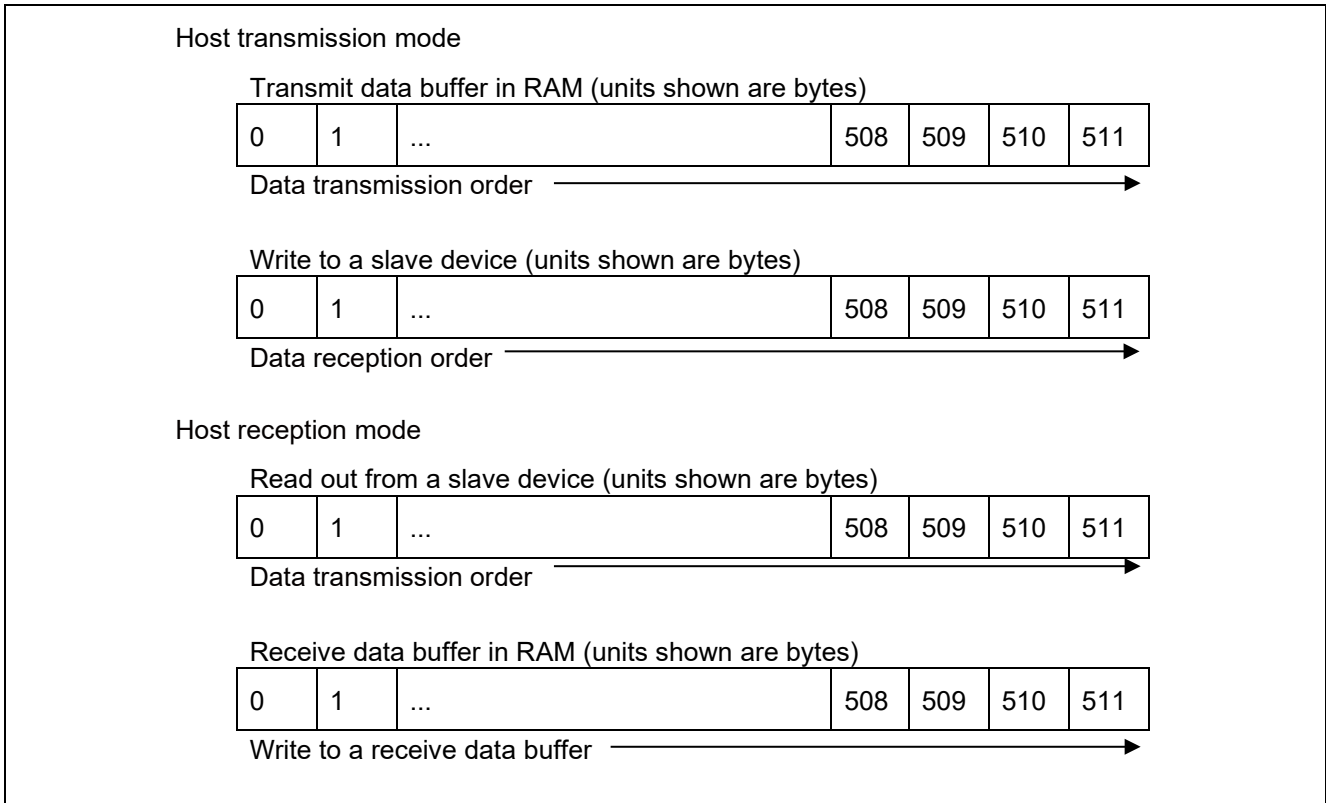 Host transmission mode
Transmit data buffer in RAM (units shown are bytes)
0 1 ... 508 509 510 511
Data transmission order
Write to a slave device (units shown are bytes)
0 1 ... 508 509 510 511
Data reception order
Host reception mode
Read out from a slave device (units shown are bytes)
0 1 ... 508 509 510 511
Data transmission order
Receive data buffer in RAM (units shown are bytes)
0 1 ... 508 509 510 511
Write to a receive data buffer